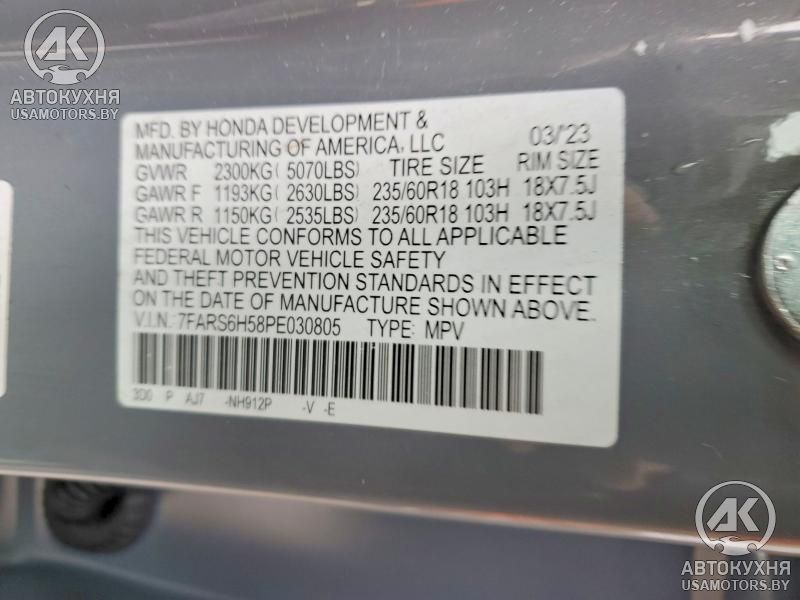 AK
АВТОКУХНЯ
USAMOTORS.BY
MFD. BY HONDA DEVELOPMENT &
MANUFACTURING OF AMERICA, LLC 03/'23
GVWR 2300KG ( 5070LBS) TIRE SIZE RIM SIZE
GAWR F 1193KG ( 2630LBS) 235/60R18 103H 18X7.5J
GAWR R 1150KG ( 2535LBS) 235/60R18 103H 18X7.5J
THIS VEHICLE CONFORMS TO ALL APPLICABLE
FEDERAL MOTOR VEHICLE SAFETY
AND THEFT PREVENTION STANDARDS IN EFFECT
ON THE DATE OF MANUFACTURE SHOWN ABOVE.
V.I.N.: 7FARS6H58PE030805 TYPE: MPV
3D0 P AJ7 -NH912P -V -E
AK
АВТОКУХНЯ
USAMOTORS.BY